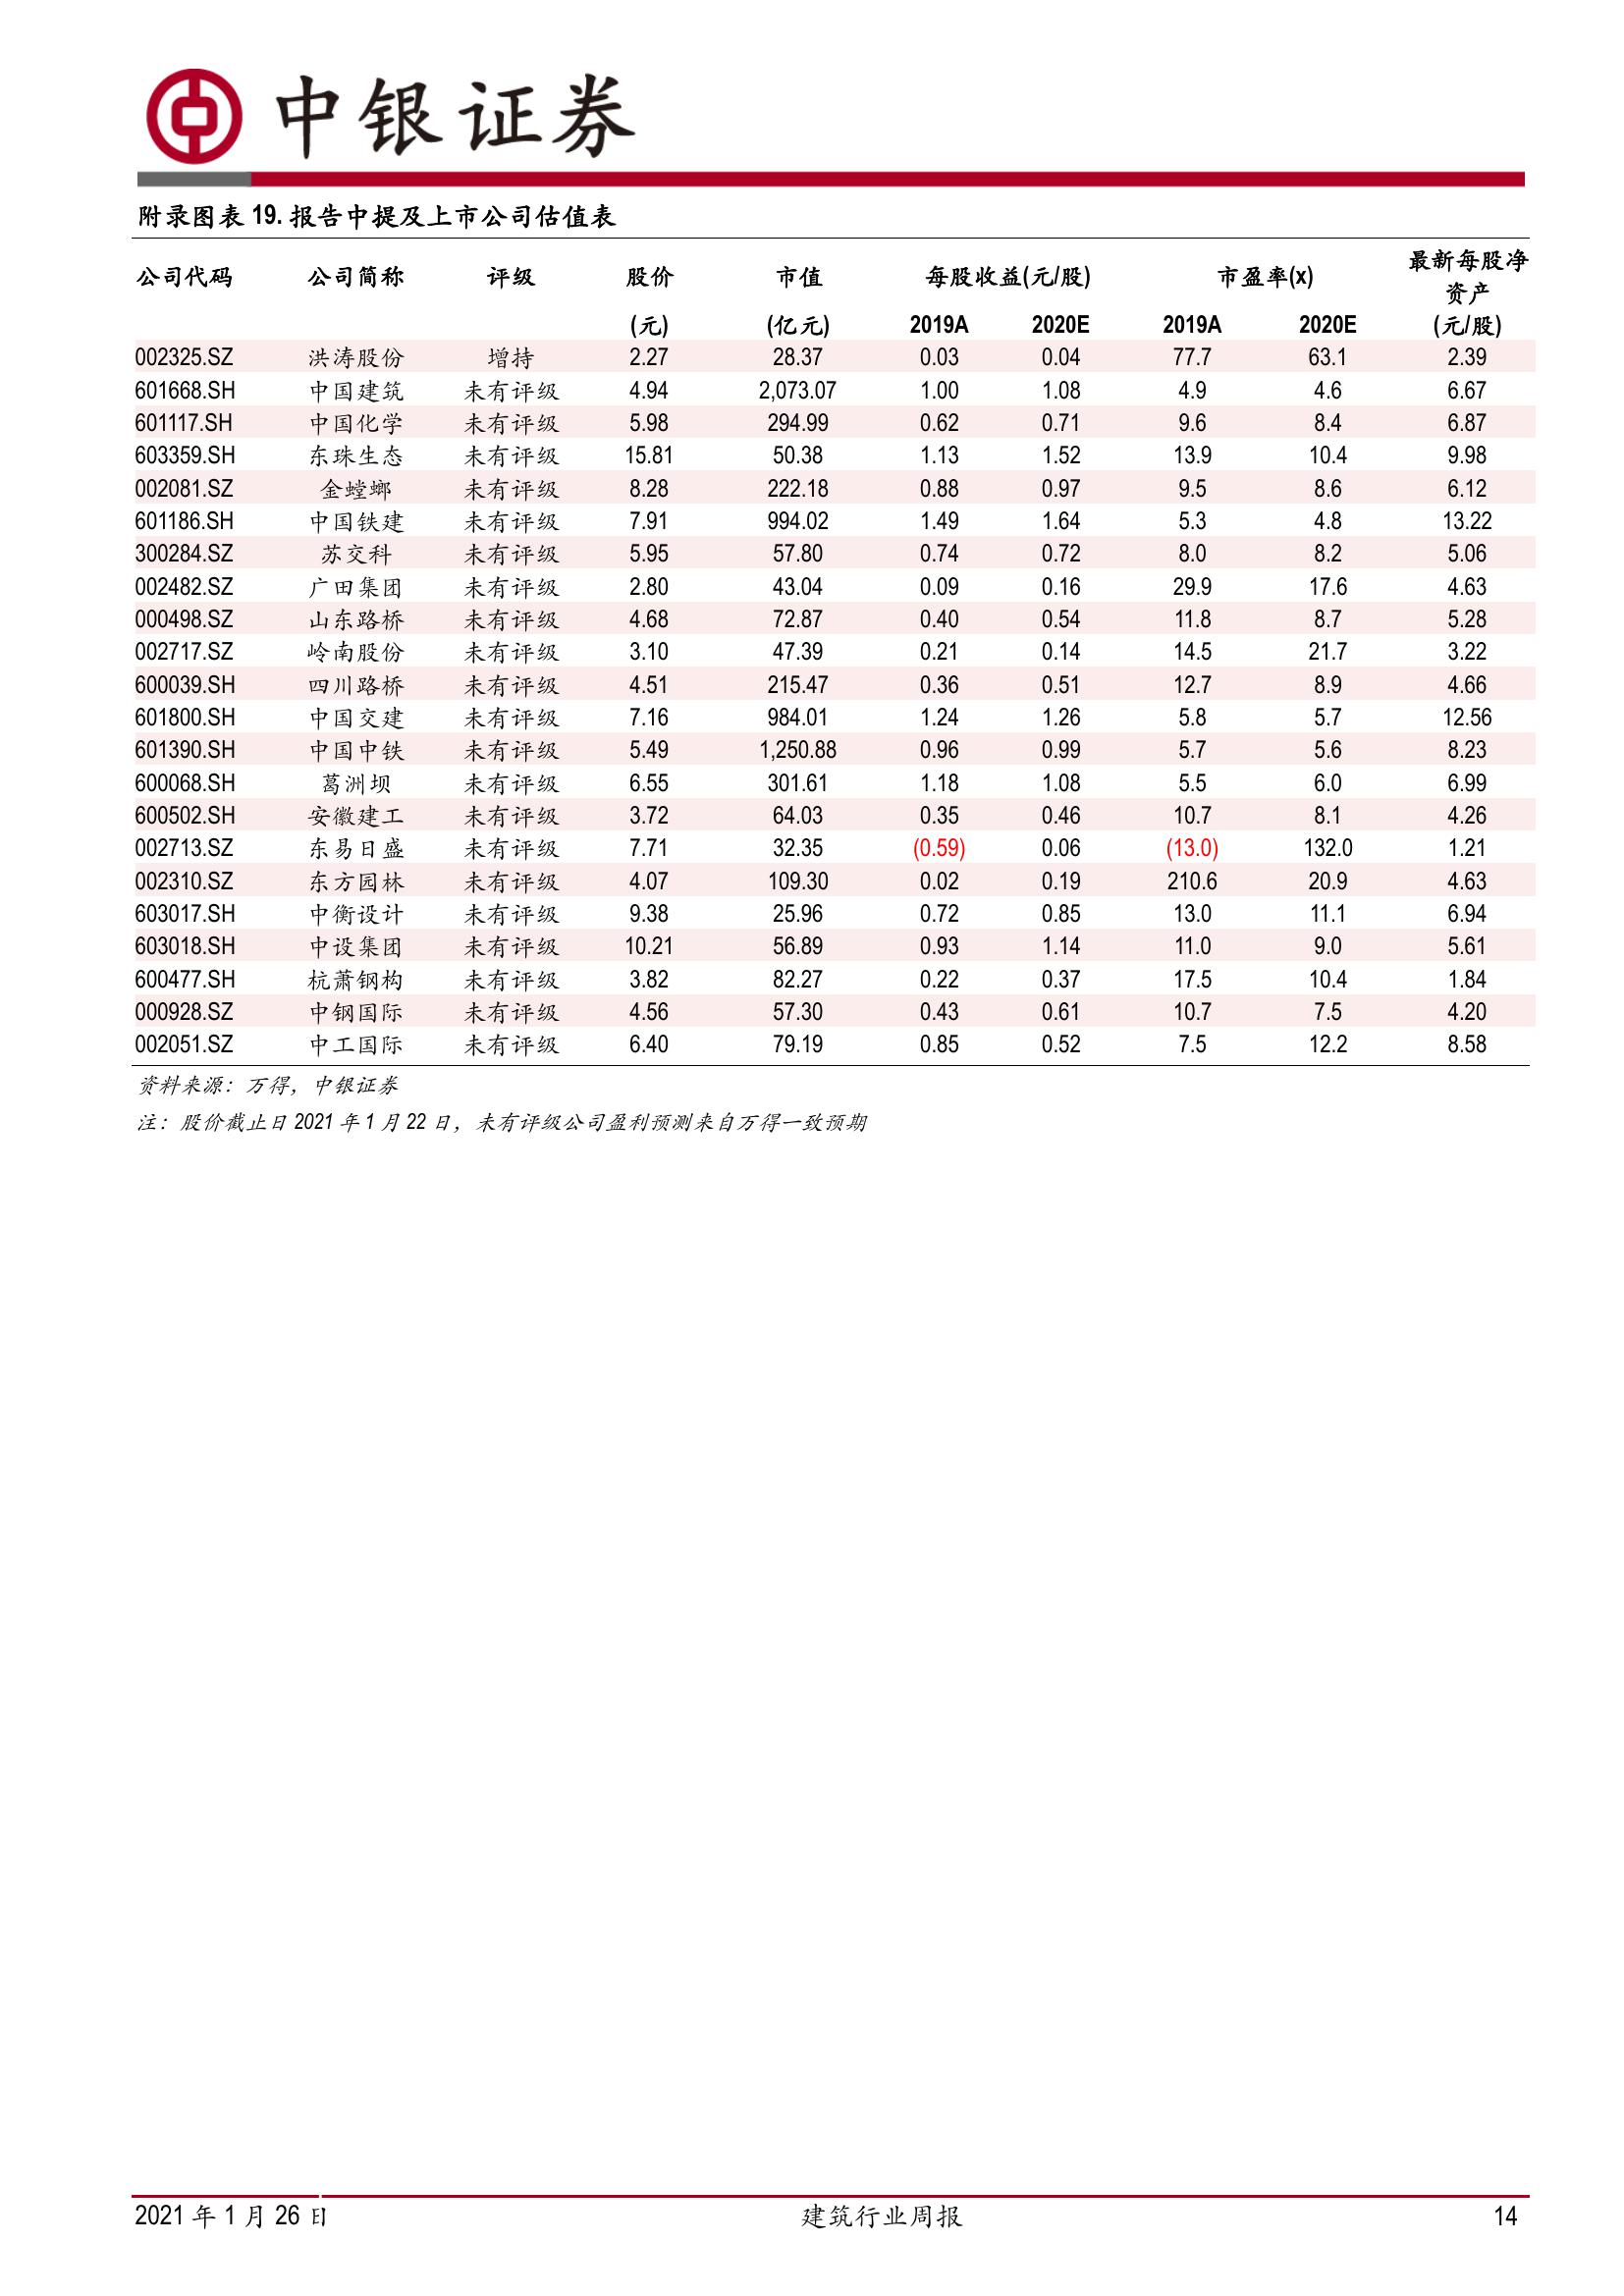 中银证券
附录图表 19. 报告中提及上市公司估值表
公司代码 公司简称 评级 股价 市值 每股收益(元/股) 市盈率(x) 最新每股净资产
(元) (亿元) 2019A 2020E 2019A 2020E (元/股)
002325.SZ 洪涛股份 增持 2.27 28.37 0.03 0.04 77.7 63.1 2.39
601668.SH 中国建筑 未有评级 4.94 2,073.07 1.00 1.08 4.9 4.6 6.67
601117.SH 中国化学 未有评级 5.98 294.99 0.62 0.71 9.6 8.4 6.87
603359.SH 东珠生态 未有评级 15.81 50.38 1.13 1.52 13.9 10.4 9.98
002081.SZ 金螳螂 未有评级 8.28 222.18 0.88 0.97 9.5 8.6 6.12
601186.SH 中国铁建 未有评级 7.91 994.02 1.49 1.64 5.3 4.8 13.22
300284.SZ 苏交科 未有评级 5.95 57.80 0.74 0.72 8.0 8.2 5.06
002482.SZ 广田集团 未有评级 2.80 43.04 0.09 0.16 29.9 17.6 4.63
000498.SZ 山东路桥 未有评级 4.68 72.87 0.40 0.54 11.8 8.7 5.28
002717.SZ 岭南股份 未有评级 3.10 47.39 0.21 0.14 14.5 21.7 3.22
600039.SH 四川路桥 未有评级 4.51 215.47 0.36 0.51 12.7 8.9 4.66
601800.SH 中国交建 未有评级 7.16 984.01 1.24 1.26 5.8 5.7 12.56
601390.SH 中国中铁 未有评级 5.49 1,250.88 0.96 0.99 5.7 5.6 8.23
600068.SH 葛洲坝 未有评级 6.55 301.61 1.18 1.08 5.5 6.0 6.99
600502.SH 安徽建工 未有评级 3.72 64.03 0.35 0.46 10.7 8.1 4.26
002713.SZ 东易日盛 未有评级 7.71 32.35 (0.59) 0.06 (13.0) 132.0 1.21
002310.SZ 东方园林 未有评级 4.07 109.30 0.02 0.19 210.6 20.9 4.63
603017.SH 中衡设计 未有评级 9.38 25.96 0.72 0.85 13.0 11.1 6.94
603018.SH 中设集团 未有评级 10.21 56.89 0.93 1.14 11.0 9.0 5.61
600477.SH 杭萧钢构 未有评级 3.82 82.27 0.22 0.37 17.5 10.4 1.84
000928.SZ 中钢国际 未有评级 4.56 57.30 0.43 0.61 10.7 7.5 4.20
002051.SZ 中工国际 未有评级 6.40 79.19 0.85 0.52 7.5 12.2 8.58
资料来源：万得，中银证券
注：股价截止日 2021 年 1 月 22 日，未有评级公司盈利预测来自万得一致预期
2021 年 1 月 26 日 建筑行业周报 14